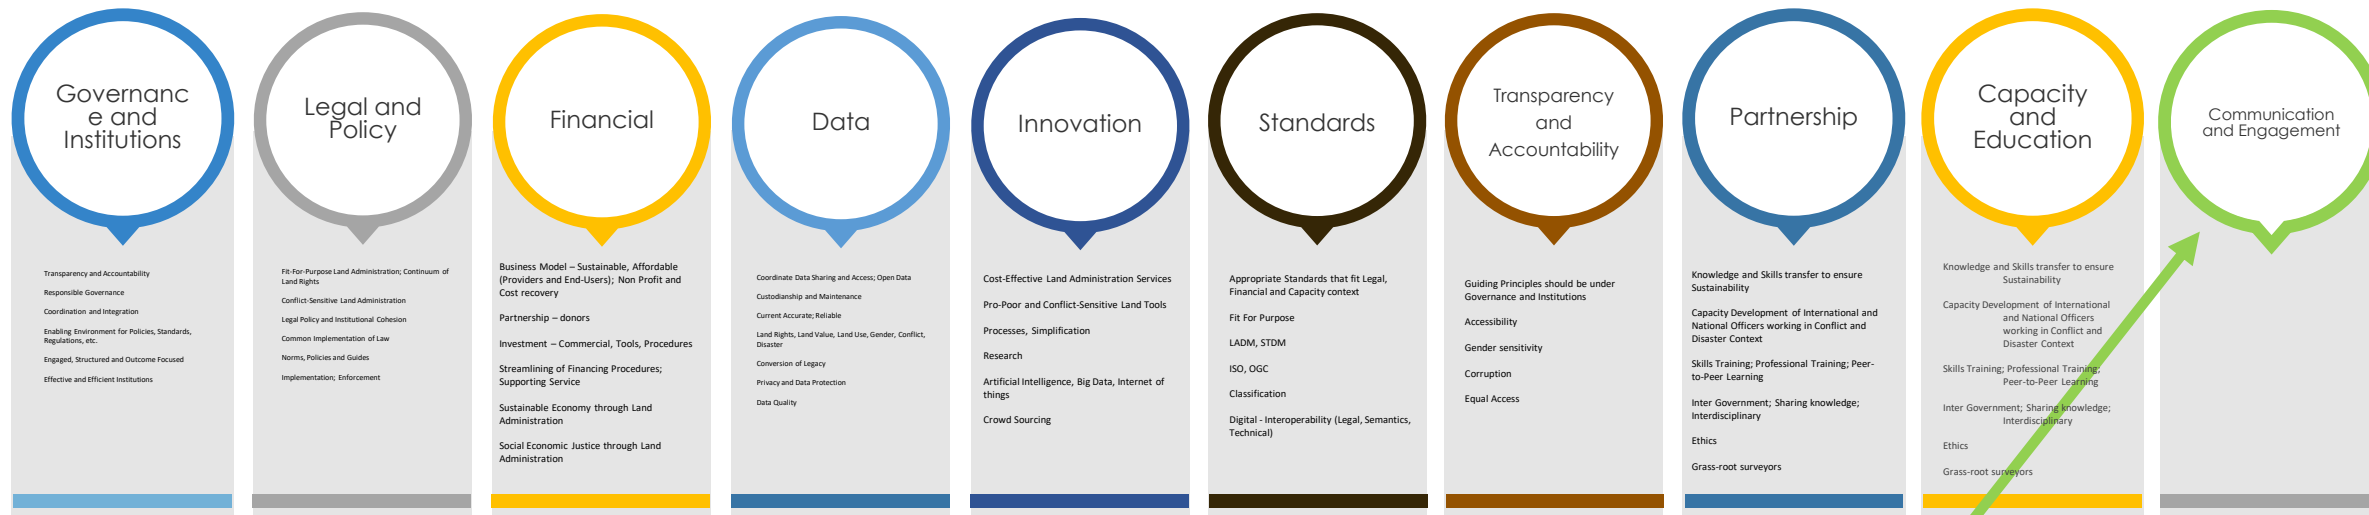 Governanc
e and
Institutions
Transparency and Accountability
Responsible Governance
Coordination and Integration
Enabling Environment for Policies, Standards,
Regulations, etc.
Engaged, Structured and Outcome Focused
Effective and Efficient Institutions
Legal and
Policy
Fit-For-Purpose Land Administration; Continuum of
Land Rights
Conflict-Sensitive Land Administration
Legal Policy and Institutional Cohesion
Common Implementation of Law
Norms, Policies and Guides
Implementation; Enforcement
Financial
Business Model – Sustainable, Affordable
(Providers and End-Users); Non Profit and
Cost recovery
Partnership – donors
Investment – Commercial, Tools, Procedures
Streamlining of Financing Procedures;
Supporting Service
Sustainable Economy through Land
Administration
Social Economic Justice through Land
Administration
Data
Coordinate Data Sharing and Access; Open Data
Custodianship and Maintenance
Current Accurate; Reliable
Land Rights, Land Value, Land Use, Gender, Conflict,
Disaster
Conversion of Legacy
Privacy and Data Protection
Data Quality
Innovation
Cost-Effective Land Administration Services
Pro-Poor and Conflict-Sensitive Land Tools
Processes, Simplification
Research
Artificial Intelligence, Big Data, Internet of
things
Crowd Sourcing
Standards
Appropriate Standards that fit Legal,
Financial and Capacity context
Fit For Purpose
LADM, STDM
ISO, OGC
Classification
Digital - Interoperability (Legal, Semantics,
Technical)
Transparency
and
Accountability
Guiding Principles should be under
Governance and Institutions
Accessibility
Gender sensitivity
Corruption
Equal Access
Partnership
Knowledge and Skills transfer to ensure
Sustainability
Capacity Development of International and
National Officers working in Conflict and
Disaster Context
Skills Training; Professional Training; Peer-
to-Peer Learning
Inter Government; Sharing knowledge;
Interdisciplinary
Ethics
Grass-root surveyors
Capacity
and
Education
Knowledge and Skills transfer to ensure
Sustainability
Capacity Development of International
and National Officers
working in Conflict and
Disaster Context
Skills Training; Professional Training;
Peer-to-Peer Learning
Inter Government; Sharing knowledge;
Interdisciplinary
Ethics
Grass-root surveyors
Communication
and Engagement